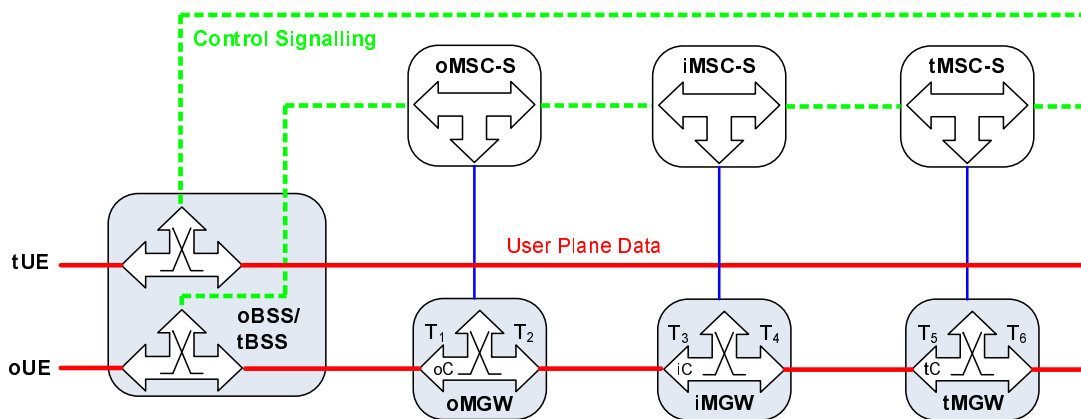 Control Signalling
oMSC-S
iMSC-S
tMSC-S
User Plane Data
tUE
oBSS/
tBSS
T1
T2
T3
T4
T5
T6
oUE
oC
iC
tC
oMGW
iMGW
tMGW